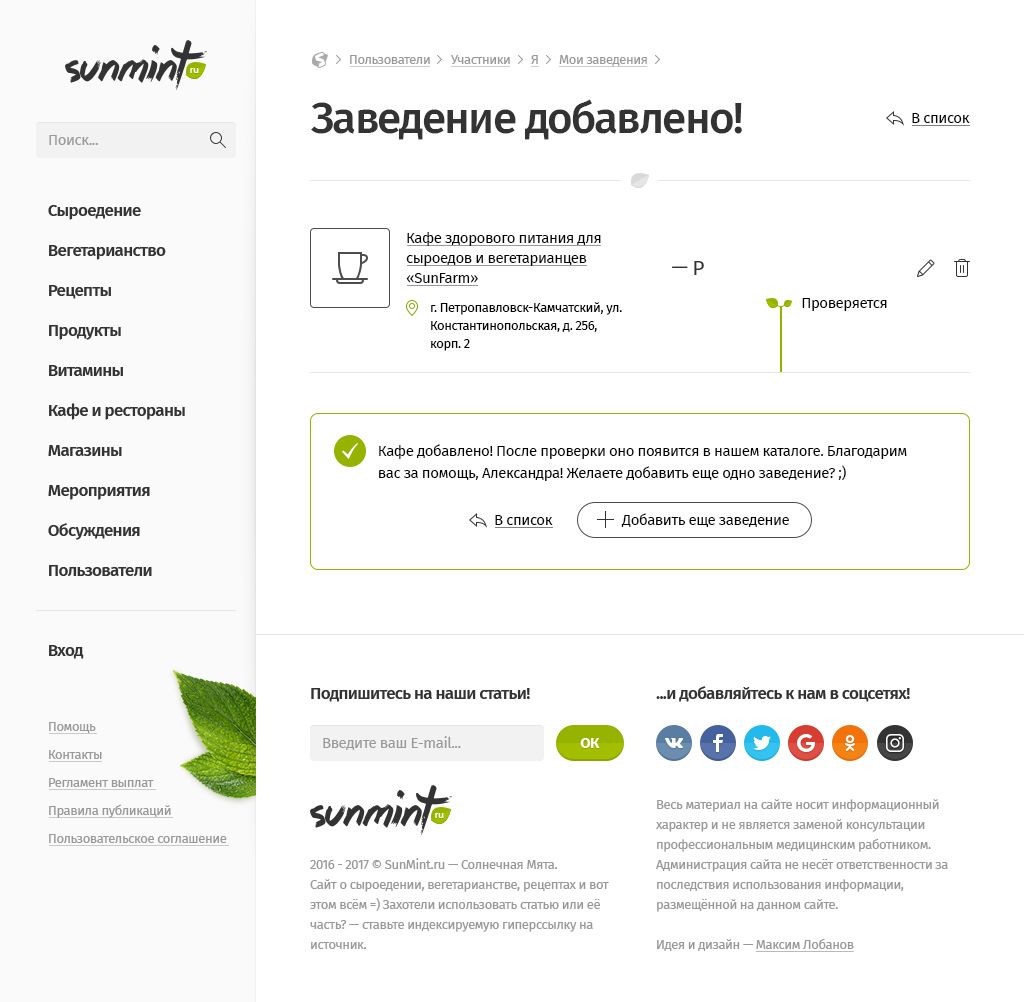 sunmint
ru
Поиск...
Сыроедение
Вегетарианство
Рецепты
Продукты
Витамины
Кафе и рестораны
Магазины
Мероприятия
Обсуждения
Пользователи
Вход
Помощь
Контакты
Регламент выплат
Правила публикаций
Пользовательское соглашение
Пользователи
Участники
Я
Мои заведения
Заведение добавлено!
В список
Кафе здорового питания для
сыроедов и вегетарианцев
«SunFarm»
г. Петропавловск-Камчатский, ул.
Константинопольская, д. 256,
корп. 2
— Р
Проверяется
Кафе добавлено! После проверки оно появится в нашем каталоге. Благодарим
вас за помощь, Александра! Желаете добавить еще одно заведение? ;)
В список
Добавить еще заведение
Подпишитесь на наши статьи!
Введите ваш E-mail...
ОК
sunmint
ru
2016 - 2017 © SunMint.ru — Солнечная Мята.
Сайт о сыроедении, вегетарианстве, рецептах и вот
этом всём =) Захотели использовать статью или её
часть? — ставьте индексируемую гиперссылку на
источник.
...и добавляйтесь к нам в соцсетях!
Весь материал на сайте носит информационный
характер и не является заменой консультации
профессиональным медицинским работником.
Администрация сайта не несёт ответственности за
последствия использования информации,
размещённой на данном сайте.
Идея и дизайн — Максим Лобанов